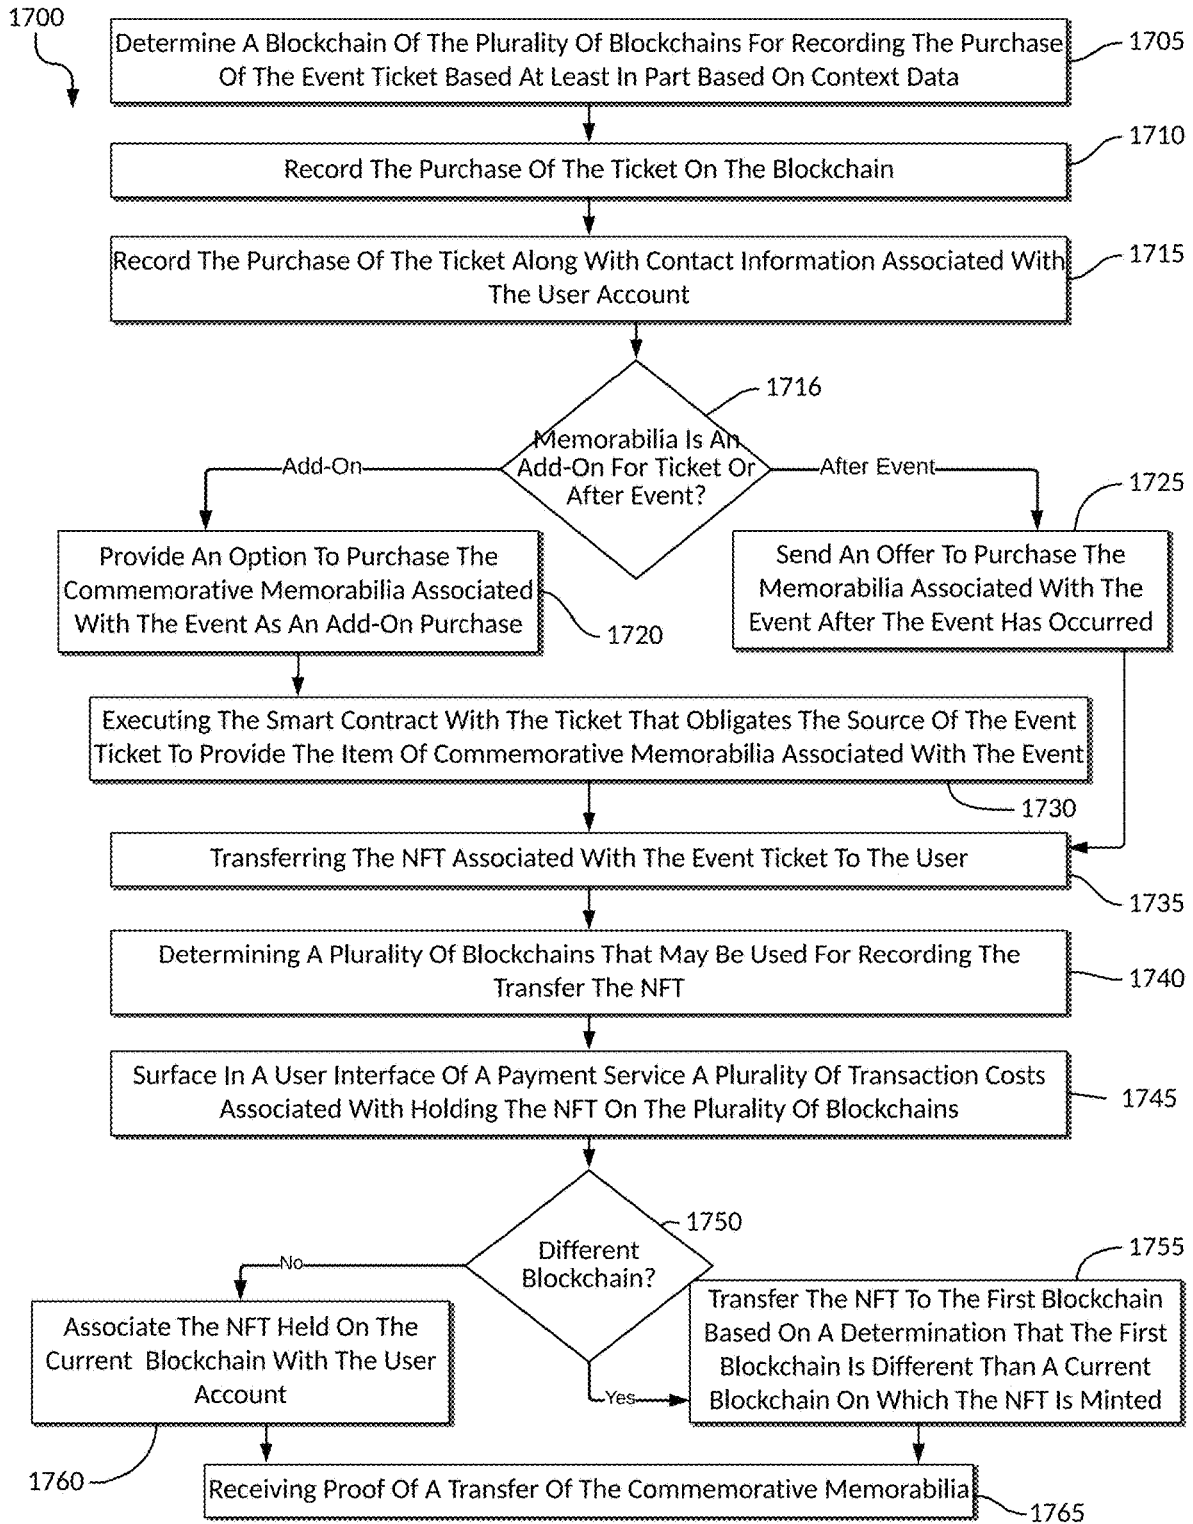 1700
Determine A Blockchain Of The Plurality Of Blockchains For Recording The Purchase
Of The Event Ticket Based At Least In Part Based On Context Data
1705
Record The Purchase Of The Ticket On The Blockchain
1710
Record The Purchase Of The Ticket Along With Contact Information Associated With
The User Account
1715
Memorabilia Is An
Add-On For Ticket Or
After Event?
1716
Add-On
After Event
Provide An Option To Purchase The
Commemorative Memorabilia Associated
With The Event As An Add-On Purchase
1720
Send An Offer To Purchase The
Memorabilia Associated With The
Event After The Event Has Occurred
1725
Executing The Smart Contract With The Ticket That Obligates The Source Of The Event
Ticket To Provide The Item Of Commemorative Memorabilia Associated With The Event
1730
Transferring The NFT Associated With The Event Ticket To The User
1735
Determining A Plurality Of Blockchains That May Be Used For Recording The
Transfer The NFT
1740
Surface In A User Interface Of A Payment Service A Plurality Of Transaction Costs
Associated With Holding The NFT On The Plurality Of Blockchains
1745
Different
Blockchain?
1750
No
Yes
Associate The NFT Held On The
Current Blockchain With The User
Account
1760
Transfer The NFT To The First Blockchain
Based On A Determination That The First
Blockchain Is Different Than A Current
Blockchain On Which The NFT Is Minted
1755
Receiving Proof Of A Transfer Of The Commemorative Memorabilia
1765